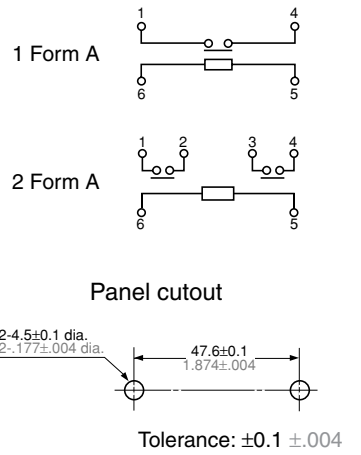 1 4
1 Form A
6 5
1 2 3 4
2 Form A
6 5
Panel cutout
2-4.5±0.1 dia.
2-.177±.004 dia.
47.6±0.1
1.874±.004
Tolerance: ±0.1 ±.004